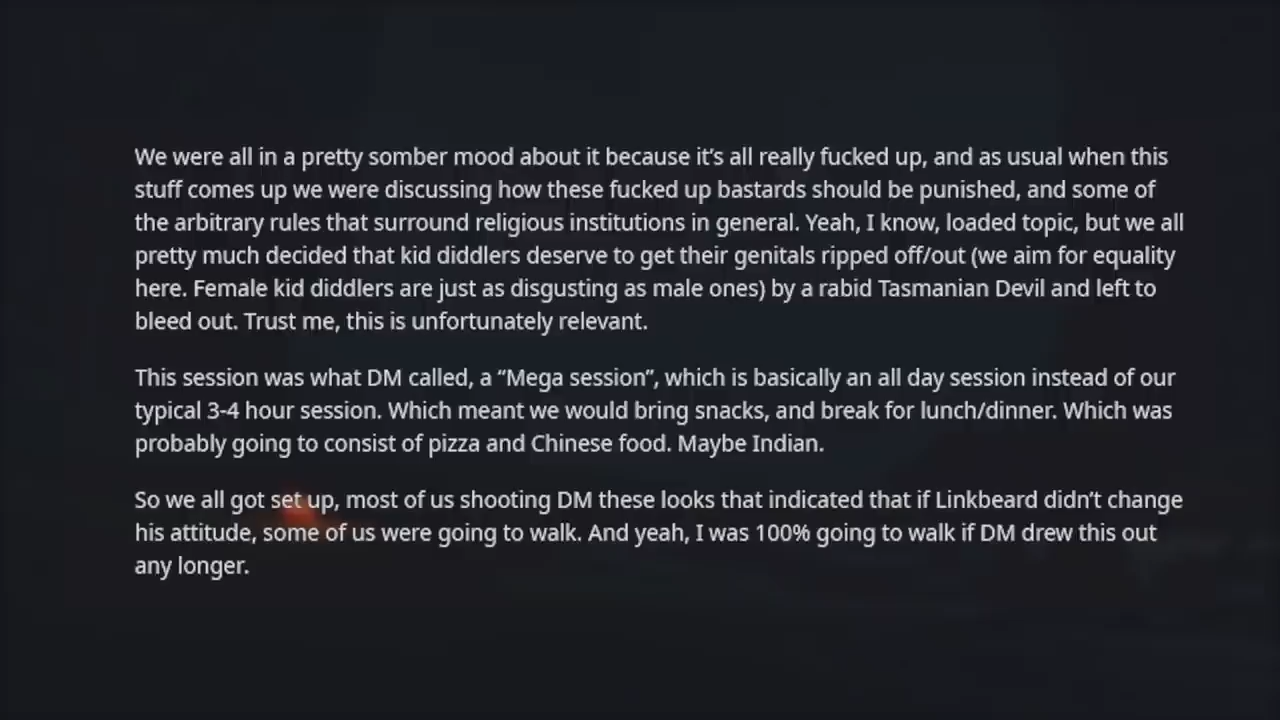 We were all in a pretty somber mood about it because it’s all really fucked up, and as usual when this
stuff comes up we were discussing how these fucked up bastards should be punished, and some of
the arbitrary rules that surround religious institutions in general. Yeah, I know, loaded topic, but we all
pretty much decided that kid diddlers deserve to get their genitals ripped off/out (we aim for equality
here. Female kid diddlers are just as disgusting as male ones) by a rabid Tasmanian Devil and left to
bleed out. Trust me, this is unfortunately relevant.
This session was what DM called, a “Mega session”, which is basically an all day session instead of our
typical 3-4 hour session. Which meant we would bring snacks, and break for lunch/dinner. Which was
probably going to consist of pizza and Chinese food. Maybe Indian.
So we all got set up, most of us shooting DM these looks that indicated that if Linkbeard didn’t change
his attitude, some of us were going to walk. And yeah, I was 100% going to walk if DM drew this out
any longer.